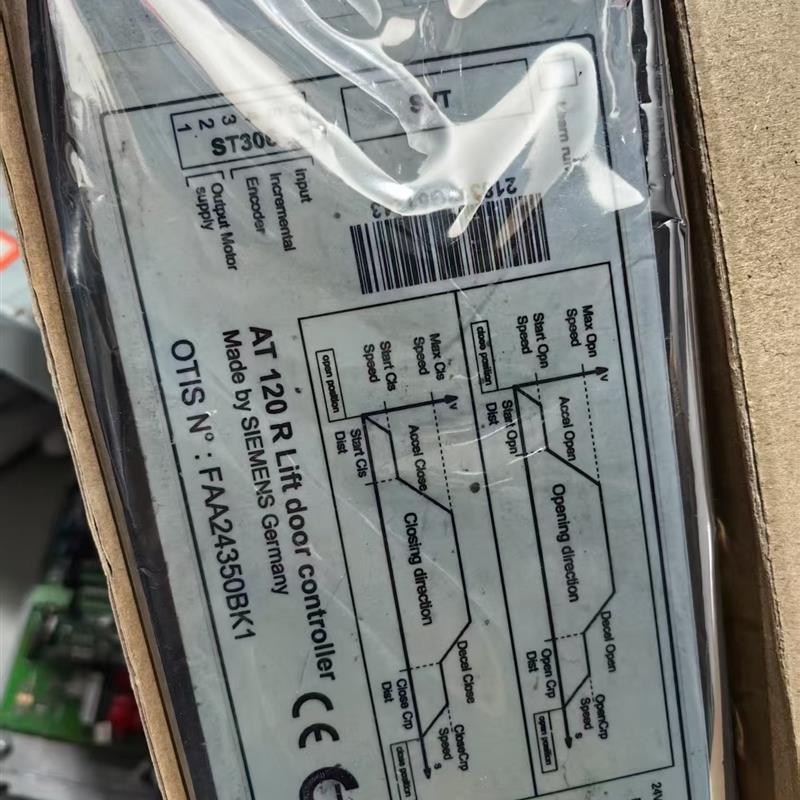 AT 120 R Lift door controller
Made by SIEMENS Germany
OTIS N° : FAA24350BK1
CE
Input
Incremental
Encoder
Output Motor
supply
3
2
1
Max Opn
Speed
Start Opn
Speed
close position
V
Start Opn
Dist
Accel Open
Opening direction
Decel Open
Open Crp
Dist
OpenCrp
Speed
s
open position
Max Cls
Speed
Start Cls
Speed
open position
V
Start Cls
Dist
Accel Close
Closing direction
Decel Close
Close Crp
Dist
CloseCrp
Speed
s
close position
24V